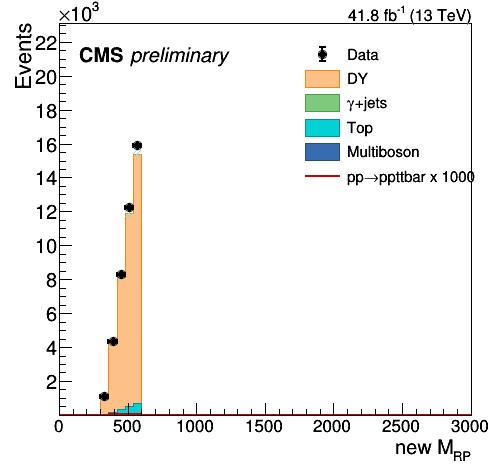 ×10³
41.8 fb⁻¹ (13 TeV)
Events
CMS preliminary
Data
DY
γ+jets
Top
Multiboson
pp→ppttbar x 1000
22
20
18
16
14
12
10
8
6
4
2
0 500 1000 1500 2000 2500 3000
new M_RP